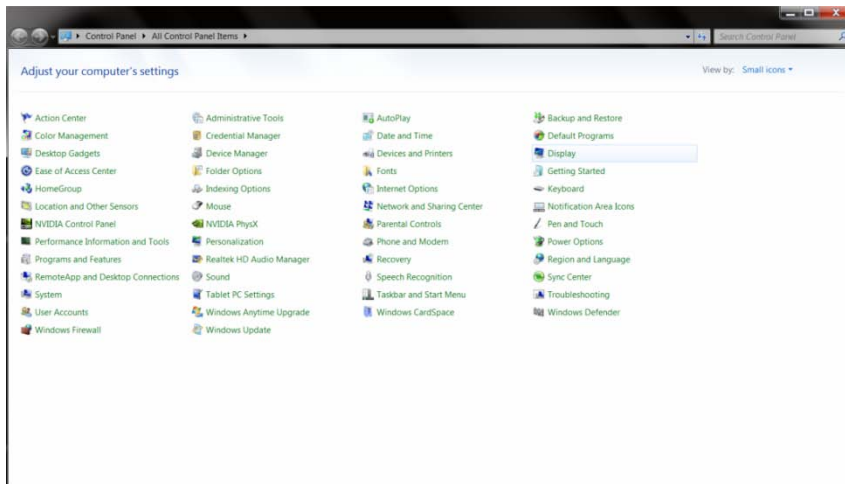 Control Panel ▸ All Control Panel Items ▸ Search Control Panel
Adjust your computer's settings View by: Small icons
Action Center Administrative Tools AutoPlay Backup and Restore
Color Management Credential Manager Date and Time Default Programs
Desktop Gadgets Device Manager Devices and Printers Display
Ease of Access Center Folder Options Fonts Getting Started
HomeGroup Indexing Options Internet Options Keyboard
Location and Other Sensors Mouse Network and Sharing Center Notification Area Icons
NVIDIA Control Panel NVIDIA PhysX Parental Controls Pen and Touch
Performance Information and Tools Personalization Phone and Modem Power Options
Programs and Features Realtek HD Audio Manager Recovery Region and Language
RemoteApp and Desktop Connections Sound Speech Recognition Sync Center
System Tablet PC Settings Taskbar and Start Menu Troubleshooting
User Accounts Windows Anytime Upgrade Windows CardSpace Windows Defender
Windows Firewall Windows Update